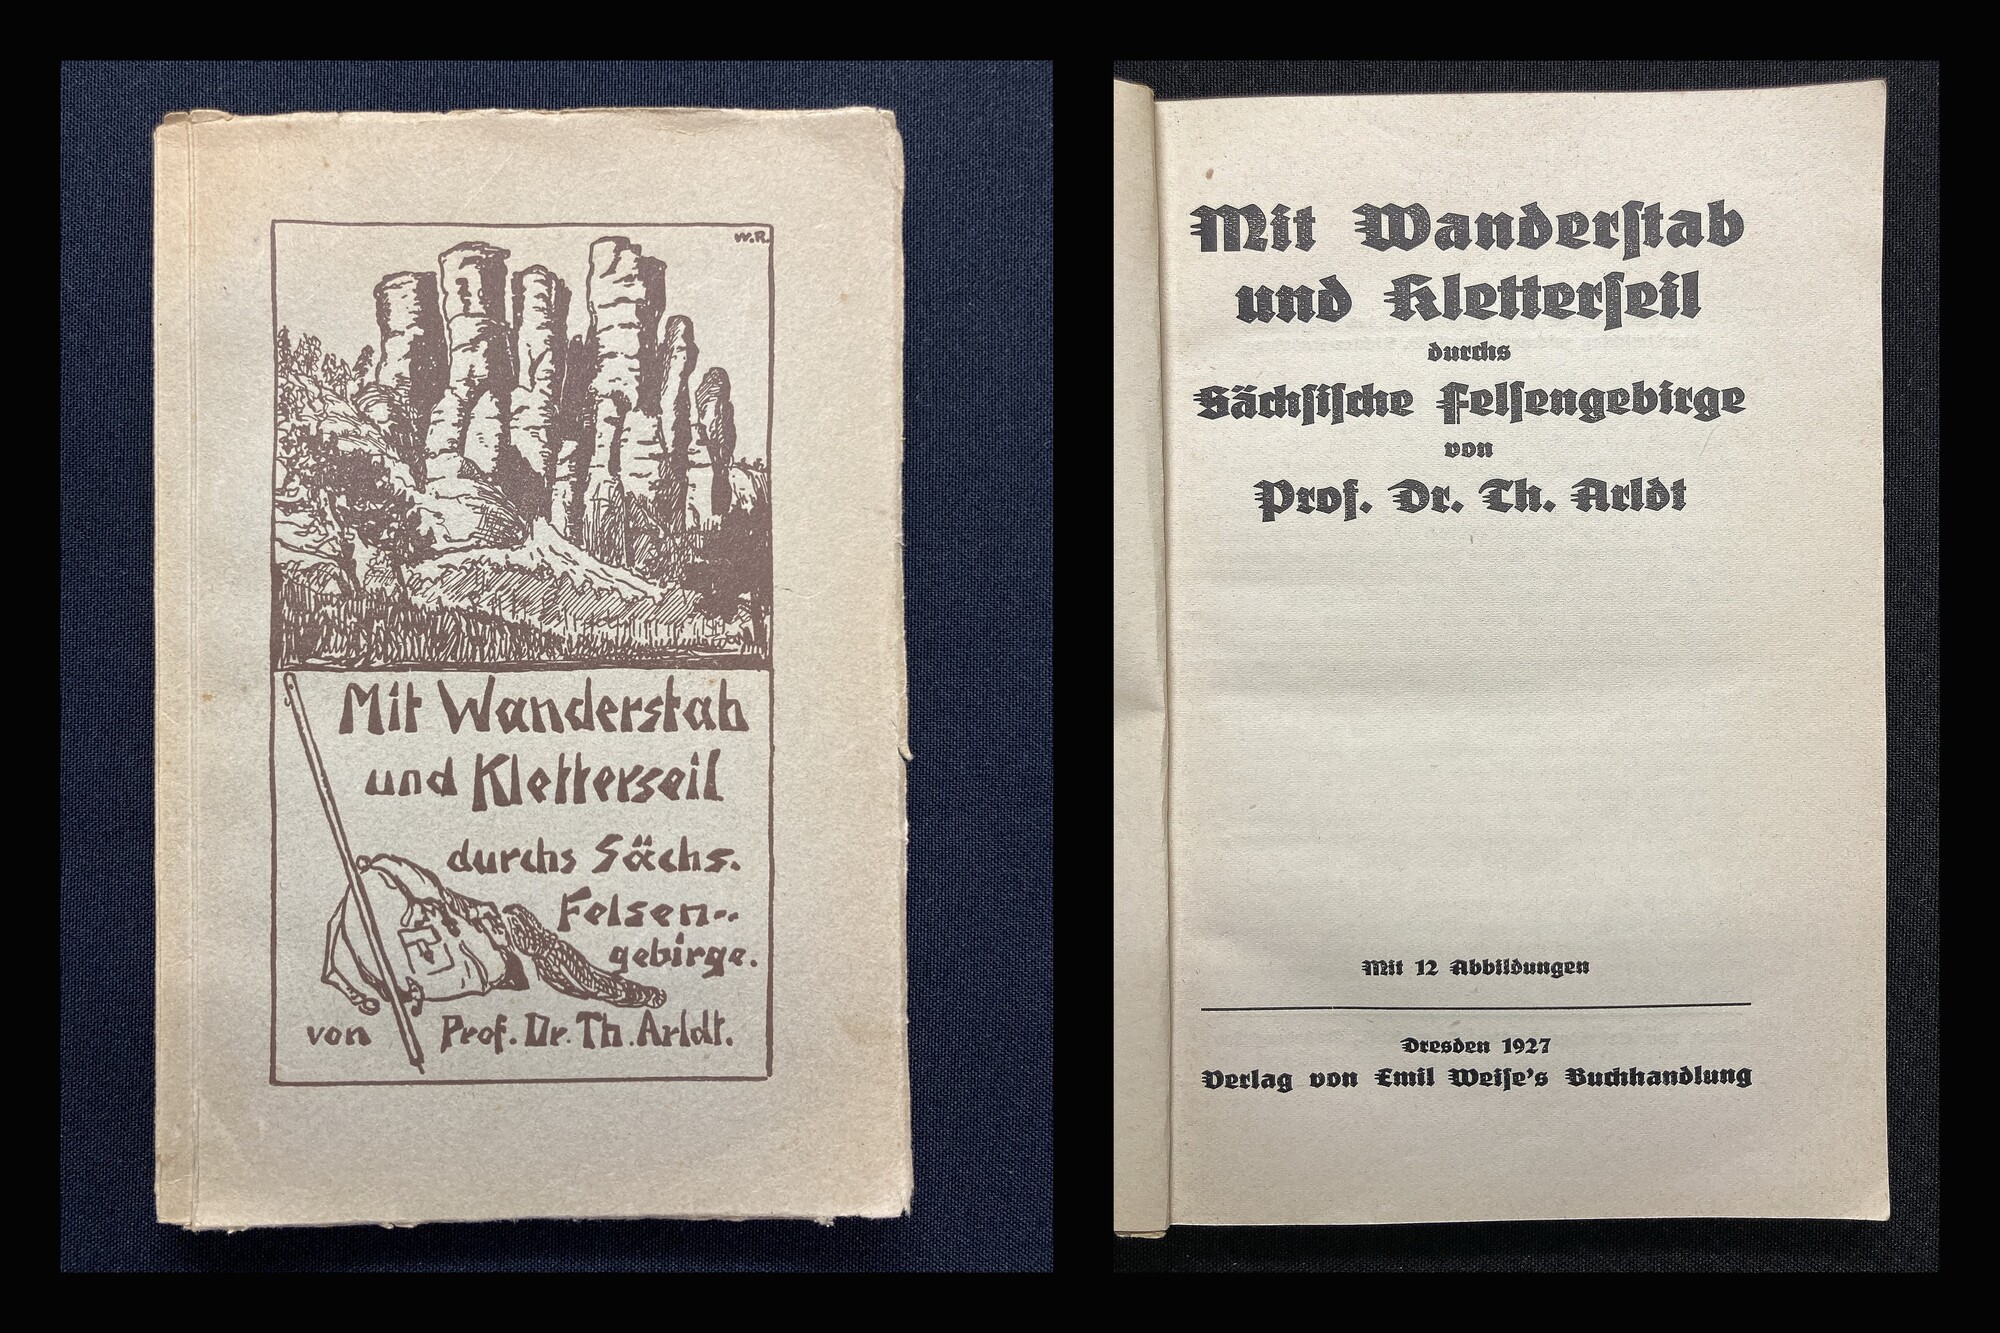 W.R.
Mit Wanderstab
und Kletterseil
durchs Sächs.
Felsen-
gebirge.
von Prof. Dr. Th. Arldt.
Mit Wanderſtab
und Kletterſeil
durchs
Sächſiſche Felſengebirge
von
Prof. Dr. Th. Arldt
Mit 12 Abbildungen
Dresden 1927
Verlag von Emil Weiſe's Buchhandlung